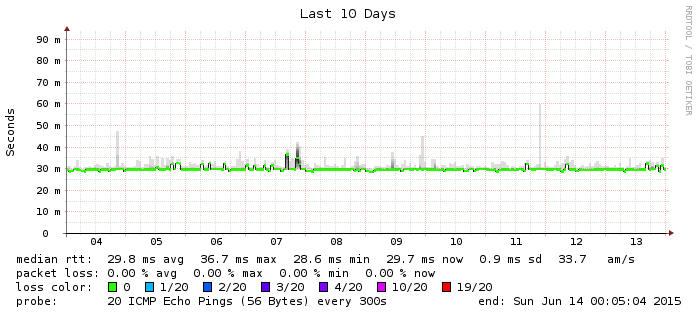 Last 10 Days
RRDTOOL / TOBI OETIKER
Seconds
90 m
80 m
70 m
60 m
50 m
40 m
30 m
20 m
10 m
0
04 05 06 07 08 09 10 11 12 13
median rtt: 29.8 ms avg 36.7 ms max 28.6 ms min 29.7 ms now 0.9 ms sd 33.7 am/s
packet loss: 0.00 % avg 0.00 % max 0.00 % min 0.00 % now
loss color: 0 1/20 2/20 3/20 4/20 10/20 19/20
probe: 20 ICMP Echo Pings (56 Bytes) every 300s end: Sun Jun 14 00:05:04 2015